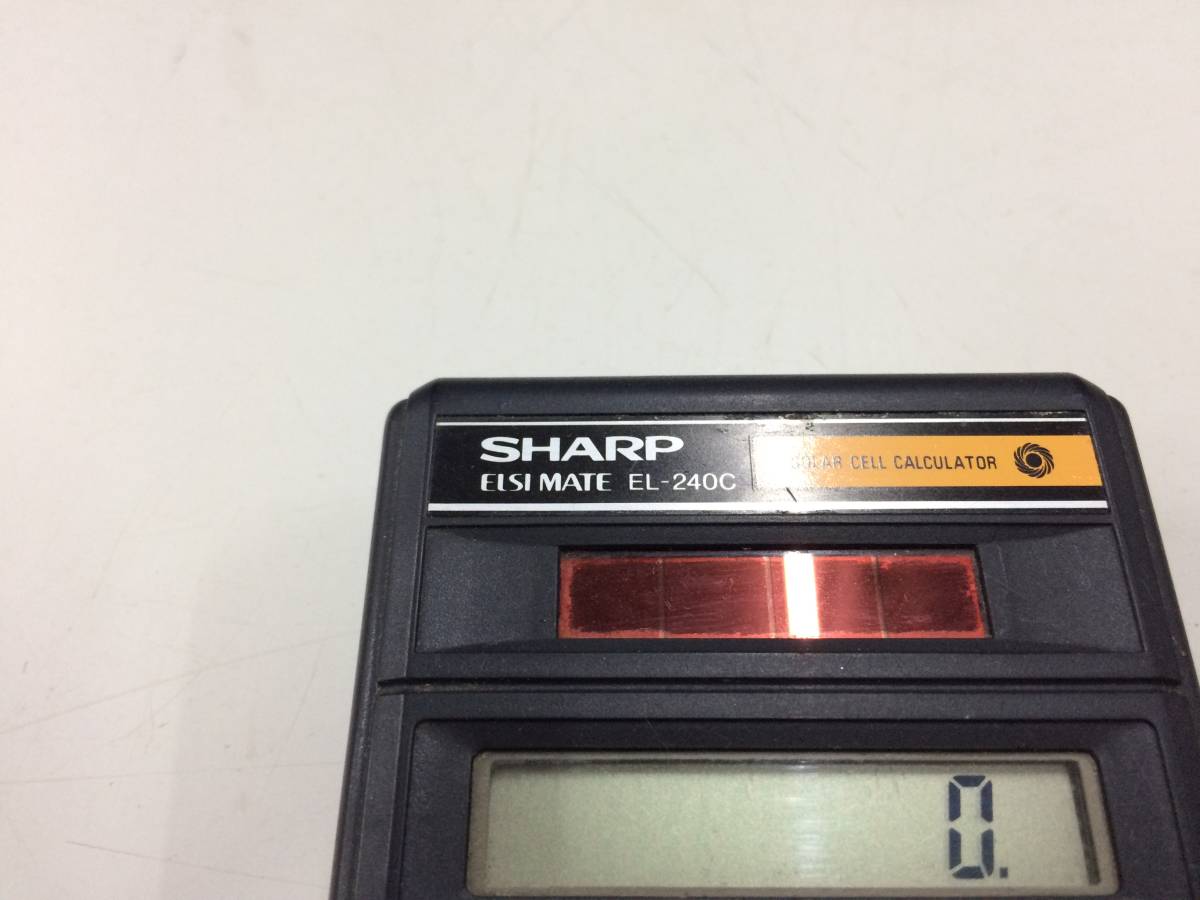 SHARP
ELSI MATE EL-240C
SOLAR CELL CALCULATOR
0.